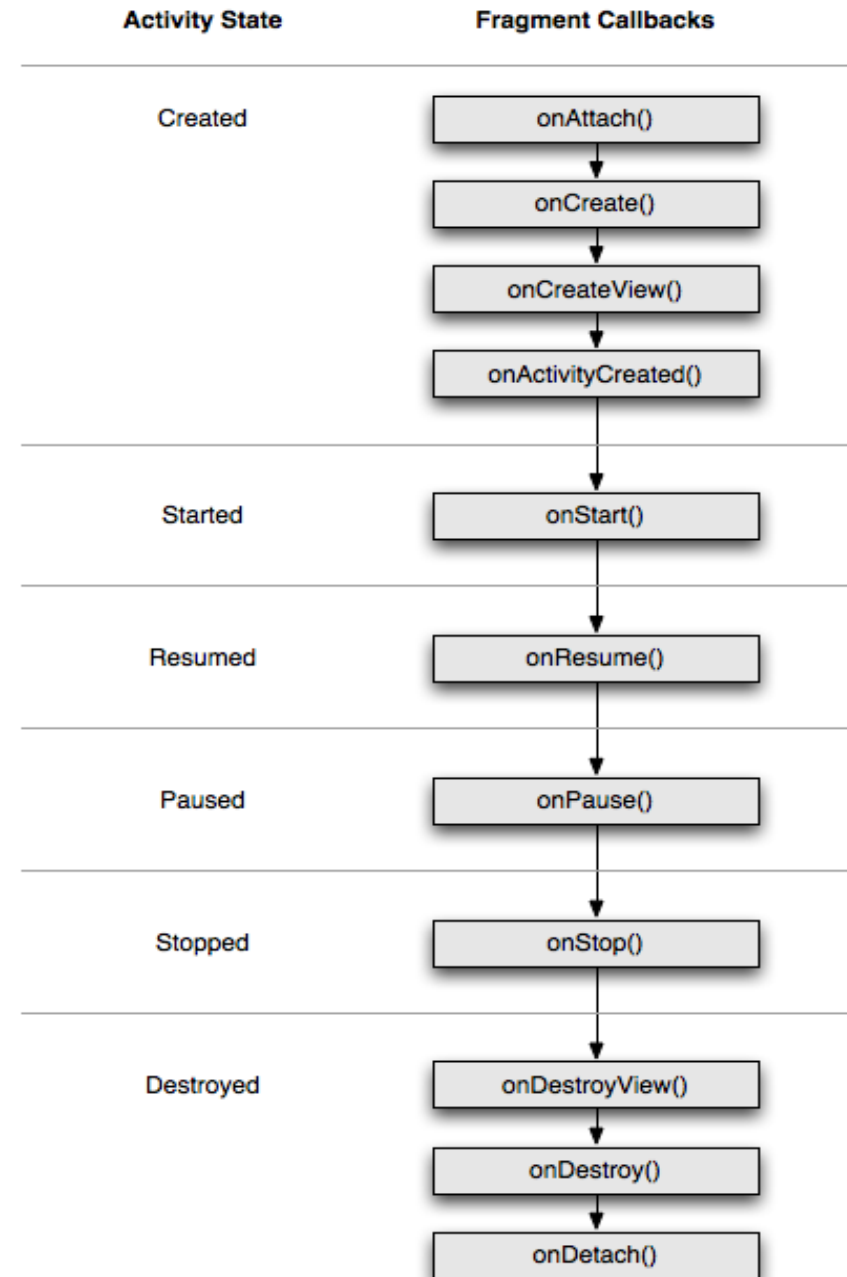 Activity State Fragment Callbacks
Created onAttach()
onCreate()
onCreateView()
onActivityCreated()
Started onStart()
Resumed onResume()
Paused onPause()
Stopped onStop()
Destroyed onDestroyView()
onDestroy()
onDetach()